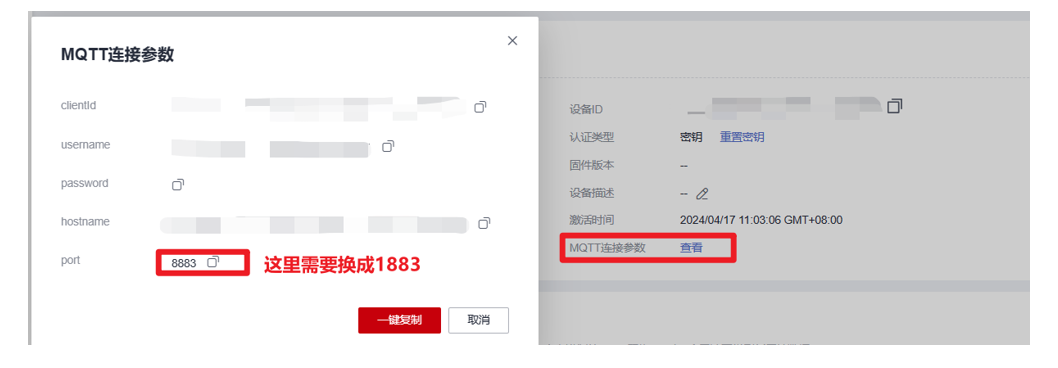 MQTT连接参数
clientId
username
password
hostname
port
8883
这里需要换成1883
一键复制
取消
设备ID
认证类型
密钥 重置密钥
固件版本
--
设备描述
--
激活时间
2024/04/17 11:03:06 GMT+08:00
MQTT连接参数
查看